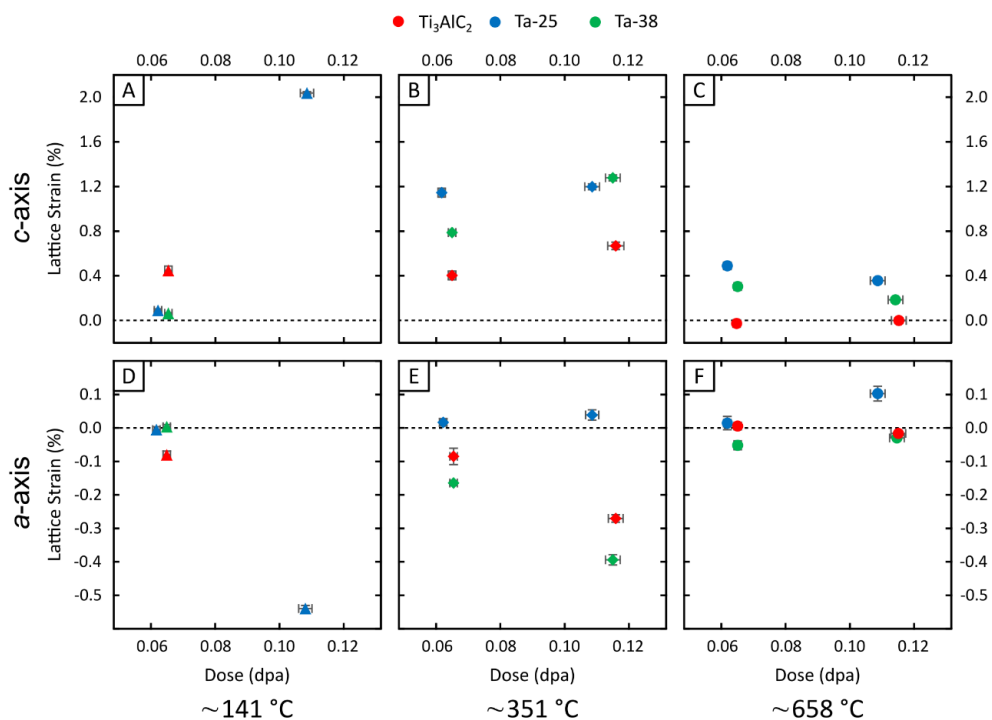 Ti₃AlC₂ Ta-25 Ta-38
0.06 0.08 0.10 0.12 0.06 0.08 0.10 0.12 0.06 0.08 0.10 0.12
A B C
c-axis
Lattice Strain (%)
Lattice Strain (%)
Lattice Strain (%)
2.0 2.0
1.6 1.6
1.2 1.2
0.8 0.8
0.4 0.4
0.0 0.0
D E F
a-axis
Lattice Strain (%)
0.1 0.1
0.0 0.0
-0.1 -0.1
-0.2 -0.2
-0.3 -0.3
-0.4 -0.4
-0.5 -0.5
0.06 0.08 0.10 0.12 0.06 0.08 0.10 0.12 0.06 0.08 0.10 0.12
Dose (dpa) Dose (dpa) Dose (dpa)
~141 °C ~351 °C ~658 °C